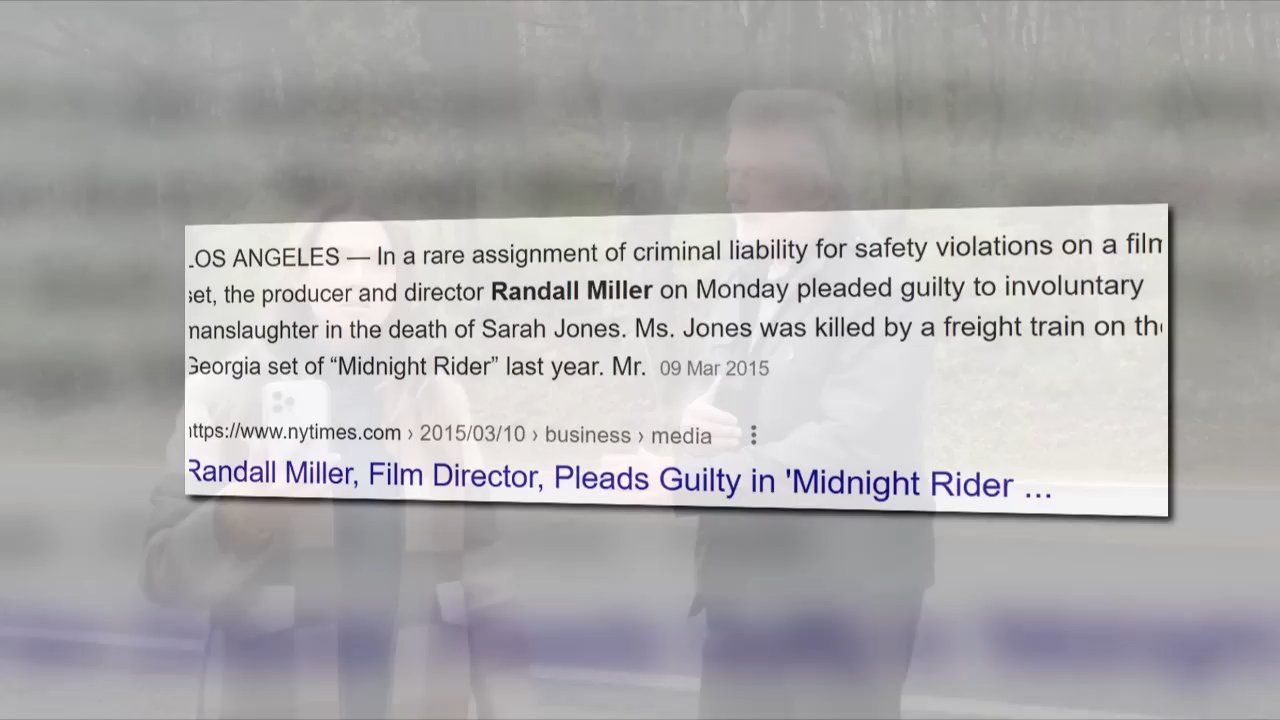 OS ANGELES — In a rare assignment of criminal liability for safety violations on a film
set, the producer and director Randall Miller on Monday pleaded guilty to involuntary
manslaughter in the death of Sarah Jones. Ms. Jones was killed by a freight train on the
Georgia set of “Midnight Rider” last year. Mr. 09 Mar 2015
https://www.nytimes.com › 2015/03/10 › business › media
Randall Miller, Film Director, Pleads Guilty in 'Midnight Rider ...